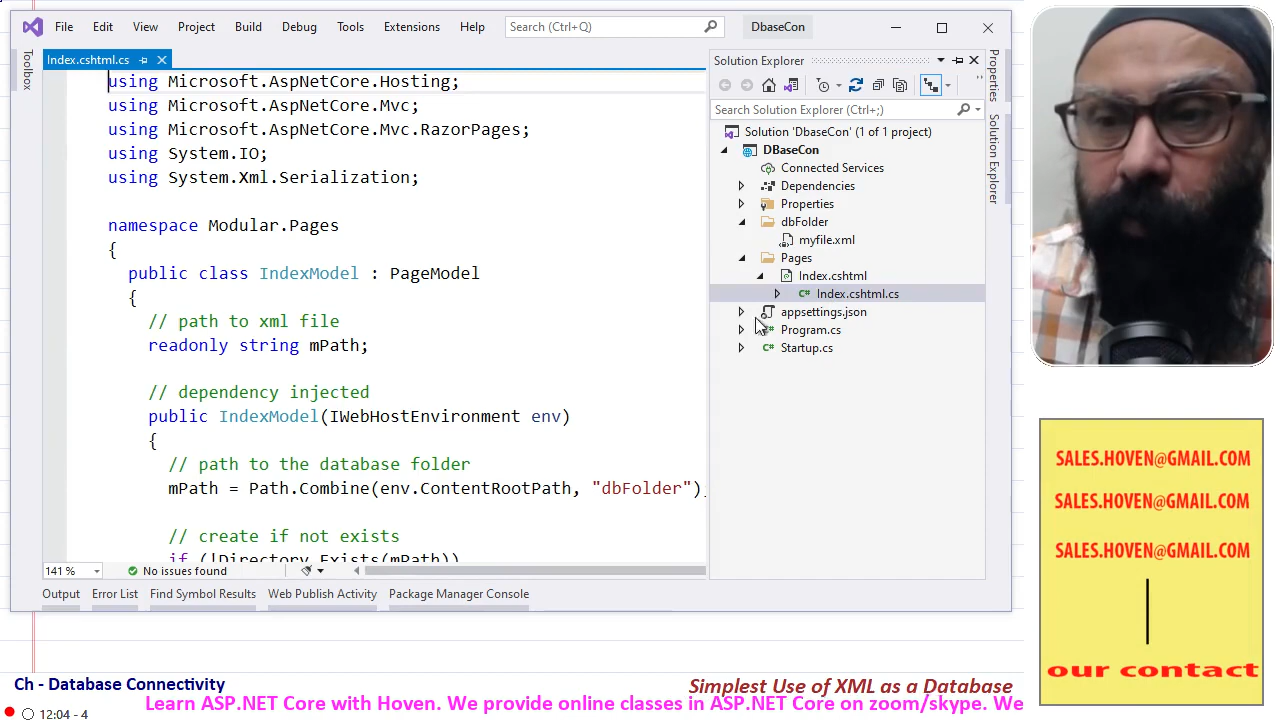 File Edit View Project Build Debug Tools Extensions Help Search (Ctrl+Q) DbaseCon
Toolbox
Index.cshtml.cs
using Microsoft.AspNetCore.Hosting;
using Microsoft.AspNetCore.Mvc;
using Microsoft.AspNetCore.Mvc.RazorPages;
using System.IO;
using System.Xml.Serialization;
namespace Modular.Pages
{
public class IndexModel : PageModel
{
// path to xml file
readonly string mPath;
// dependency injected
public IndexModel(IWebHostEnvironment env)
{
// path to the database folder
mPath = Path.Combine(env.ContentRootPath, "dbFolder")
// create if not exists
if (!Directory.Exists(mPath))
141 % No issues found
Output Error List Find Symbol Results Web Publish Activity Package Manager Console
Solution Explorer
Search Solution Explorer (Ctrl+;)
Solution 'DbaseCon' (1 of 1 project)
DBaseCon
Connected Services
Dependencies
Properties
dbFolder
myfile.xml
Pages
Index.cshtml
Index.cshtml.cs
appsettings.json
Program.cs
Startup.cs
Properties
Solution Explorer
SALES.HOVEN@GMAIL.COM
SALES.HOVEN@GMAIL.COM
SALES.HOVEN@GMAIL.COM
our contact
Ch - Database Connectivity
Simplest Use of XML as a Database
Learn ASP.NET Core with Hoven. We provide online classes in ASP.NET Core on zoom/skype. We
12:04 - 4